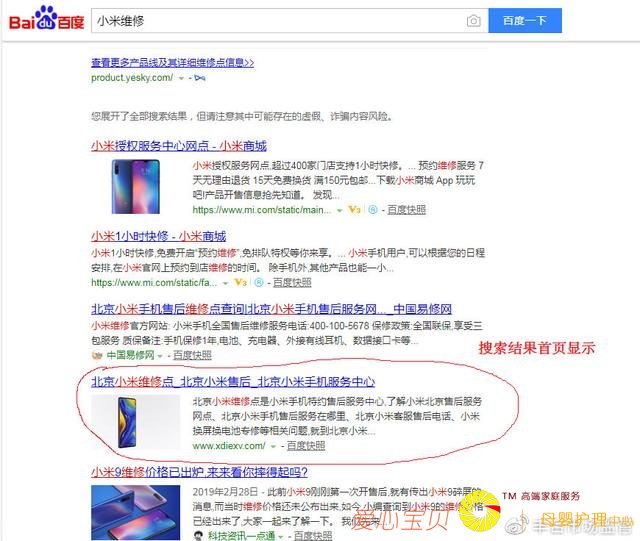 Bai du 百度
小米维修
百度一下
查看更多产品线及其详细维修点信息>>
product.yesky.com/
您展开了全部搜索结果，但请注意其中可能存在的虚假、诈骗内容风险。
小米授权服务中心网点 - 小米商城
小米授权服务网点,超过400家门店支持1小时快修。... 预约维修服务 7
天无理由退货 15天免费换货 满150元包邮...下载小米商城 App 玩玩
吧!产品开售信息抢先知道。 发现...
https://www.mi.com/static/main... V3 百度快照
小米1小时快修 - 小米商城
小米1小时快修,免费开启"预约维修",免排队特权等你来享。... 小米手机用户,可以根据您的日程
安排,在小米官网上预约到店维修的时间。 除手机外,其他产品也能一小...
https://www.mi.com/static/fa... V3 百度快照
北京小米手机售后维修点查询|北京小米手机售后服务网..._中国易修网
小米维修官方网站: 小米手机全国售后维修服务电话:400-100-5678 保修政策:全国联保,享受三
包服务 质保备注:手机保修1年,电池、充电器、外接有线耳机、数据接口卡等...
中国易修网 - 百度快照
搜索结果首页显示
北京小米维修点_北京小米售后_北京小米手机服务中心
北京小米维修点是小米手机特约售后服务中心,了解小米北京售后服务
网点、北京小米手机售后服务在哪里、北京小米客服售后电话、小米
换屏换电池专修等相关问题,就到北京小米...
www.xdiexv.com/ - 百度快照
小米9维修价格已出炉,来来看你摔得起吗?
2019年2月28日 - 此前小米9刚刚第一次开售后,就有传出小米9碎屏的
消息,而当时维修价格还未公布出来,如今,小编查询到了小米9的维修价格
已经出来了,大家一起来了解一下。 我们先来
科技资讯一点通 - 百度快照
TM 高端家庭服务
爱心宝贝 母婴护理中心
丰台市场监管